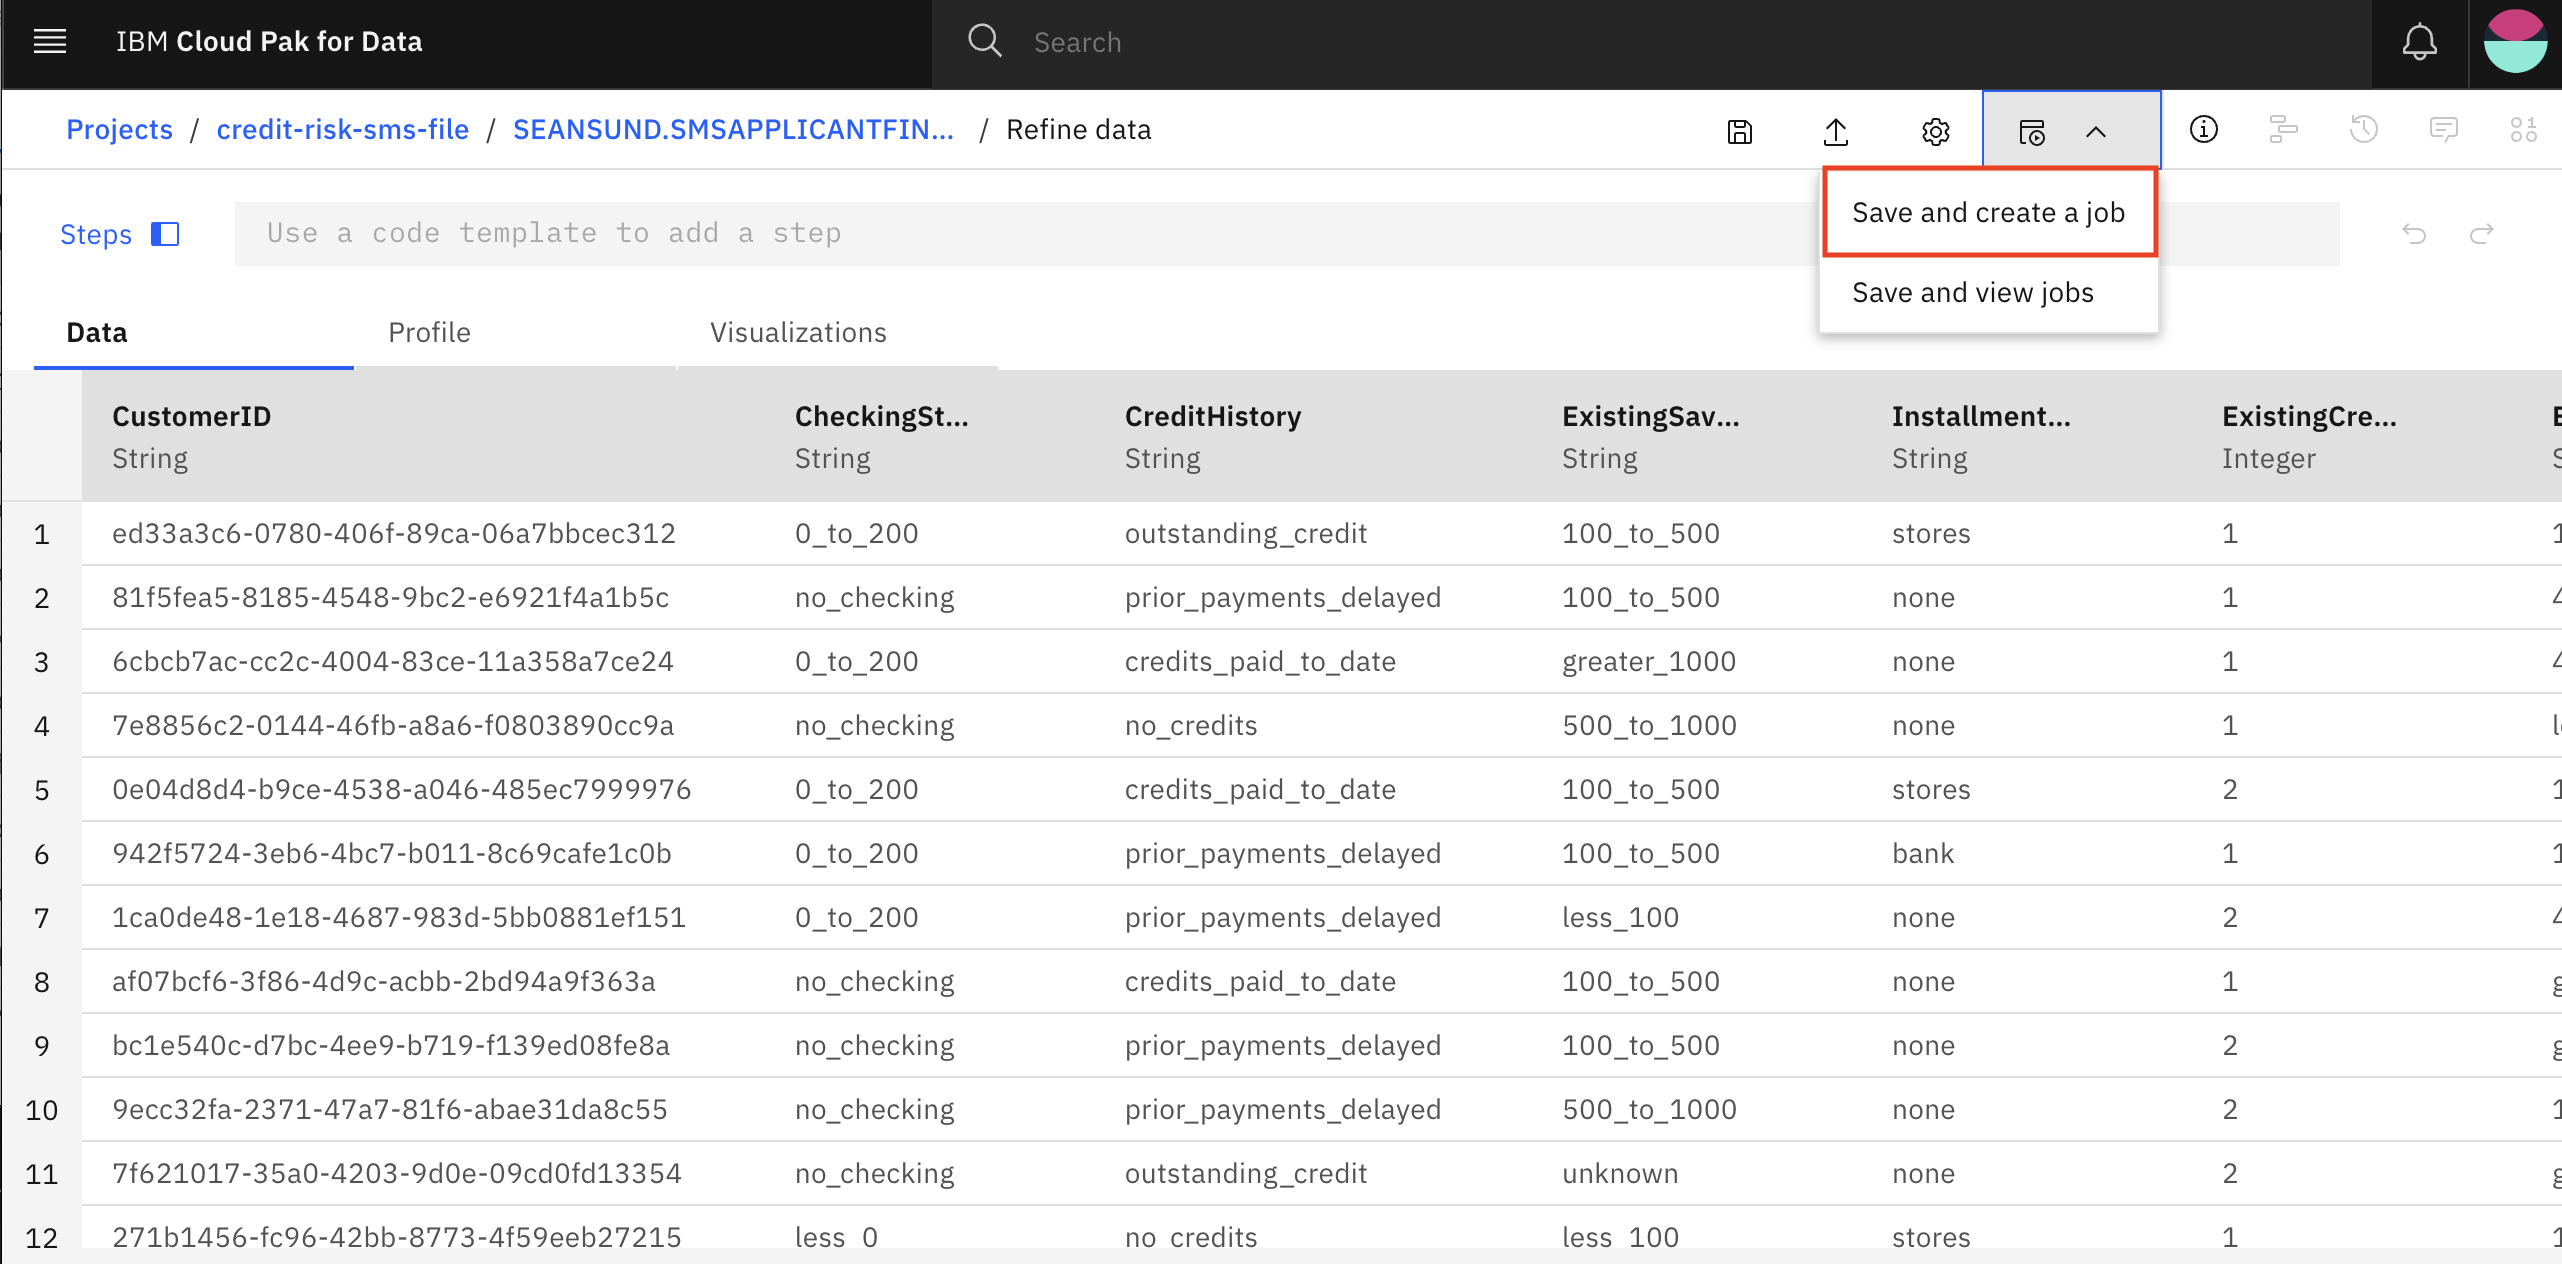 IBM Cloud Pak for Data
Search
Projects / credit-risk-sms-file / SEANSUND.SMSAPPLICANTFIN... / Refine data
Save and create a job
Save and view jobs
Steps
Use a code template to add a step
Data Profile Visualizations
CustomerID CheckingSt... CreditHistory ExistingSav... Installment... ExistingCre...
String String String String String Integer
1 ed33a3c6-0780-406f-89ca-06a7bbcec312 0_to_200 outstanding_credit 100_to_500 stores 1
2 81f5fea5-8185-4548-9bc2-e6921f4a1b5c no_checking prior_payments_delayed 100_to_500 none 1
3 6cbcb7ac-cc2c-4004-83ce-11a358a7ce24 0_to_200 credits_paid_to_date greater_1000 none 1
4 7e8856c2-0144-46fb-a8a6-f0803890cc9a no_checking no_credits 500_to_1000 none 1
5 0e04d8d4-b9ce-4538-a046-485ec7999976 0_to_200 credits_paid_to_date 100_to_500 stores 2
6 942f5724-3eb6-4bc7-b011-8c69cafe1c0b 0_to_200 prior_payments_delayed 100_to_500 bank 1
7 1ca0de48-1e18-4687-983d-5bb0881ef151 0_to_200 prior_payments_delayed less_100 none 2
8 af07bcf6-3f86-4d9c-acbb-2bd94a9f363a no_checking credits_paid_to_date 100_to_500 none 1
9 bc1e540c-d7bc-4ee9-b719-f139ed08fe8a no_checking prior_payments_delayed 100_to_500 none 2
10 9ecc32fa-2371-47a7-81f6-abae31da8c55 no_checking prior_payments_delayed 500_to_1000 none 2
11 7f621017-35a0-4203-9d0e-09cd0fd13354 no_checking outstanding_credit unknown none 2
12 271b1456-fc96-42bb-8773-4f59eeb27215 less_0 no_credits less_100 stores 1